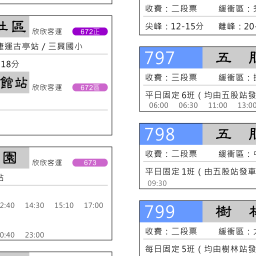 社區 欣欣客運 672正
捷運古亭站 / 三興國小
18分
館站 欣欣客運 672區
園 欣欣客運 673
站
2:40 14:30 15:10 17:00
0:40 23:00
收費：二段票 緩衝區：
尖峰：12-15分 離峰：20-
797 五 股
收費：三段票 緩衝區：
平日固定6班 ( 均由五股站發
06:00 06:30 11:00 13:00
798 五 股
收費：二段票 緩衝區：
平日固定1班 ( 由五股站發車
09:30
799 樹 林
收費：二段票 緩衝區：
每日固定5班 ( 均由樹林站發